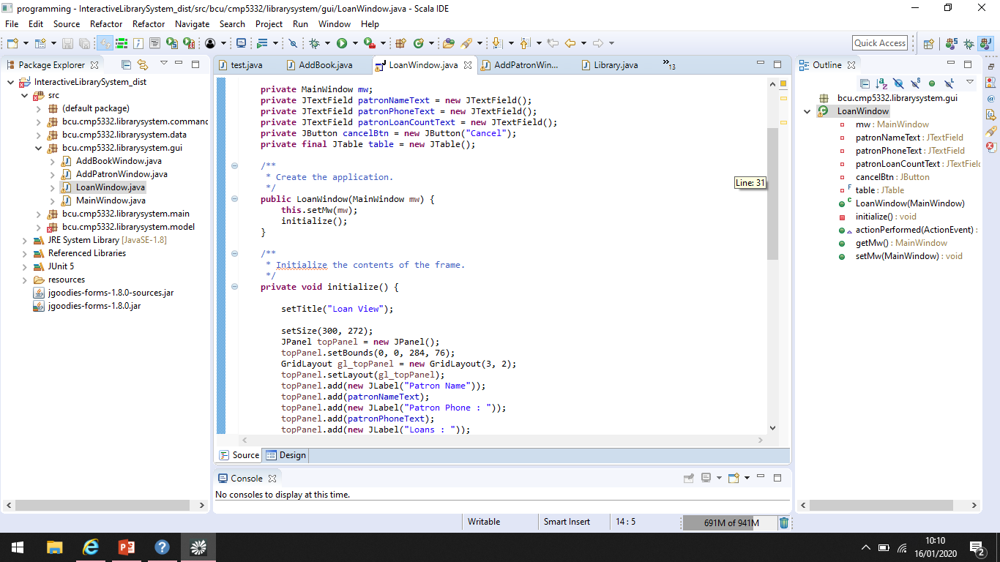 programming - InteractiveLibrarySystem_dist/src/bcu/cmp5332/librarysystem/gui/LoanWindow.java - Scala IDE
File Edit Source Refactor Refactor Navigate Search Project Run Window Help
Quick Access
Package Explorer
InteractiveLibrarySystem_dist
src
(default package)
bcu.cmp5332.librarysystem.command
bcu.cmp5332.librarysystem.data
bcu.cmp5332.librarysystem.gui
AddBookWindow.java
AddPatronWindow.java
LoanWindow.java
MainWindow.java
bcu.cmp5332.librarysystem.main
bcu.cmp5332.librarysystem.model
JRE System Library [JavaSE-1.8]
Referenced Libraries
JUnit 5
resources
jgoodies-forms-1.8.0-sources.jar
jgoodies-forms-1.8.0.jar
test.java AddBook.java LoanWindow.java AddPatronWin... Library.java »13
private MainWindow mw;
private JTextField patronNameText = new JTextField();
private JTextField patronPhoneText = new JTextField();
private JTextField patronLoanCountText = new JTextField();
private JButton cancelBtn = new JButton("Cancel");
private final JTable table = new JTable();
/**
* Create the application.
*/
public LoanWindow(MainWindow mw) {
this.setMw(mw);
initialize();
}
/**
* Initialize the contents of the frame.
*/
private void initialize() {
setTitle("Loan View");
setSize(300, 272);
JPanel topPanel = new JPanel();
topPanel.setBounds(0, 0, 284, 76);
GridLayout gl_topPanel = new GridLayout(3, 2);
topPanel.setLayout(gl_topPanel);
topPanel.add(new JLabel("Patron Name"));
topPanel.add(patronNameText);
topPanel.add(new JLabel("Patron Phone : "));
topPanel.add(patronPhoneText);
topPanel.add(new JLabel("Loans : "));
Line: 31
Source Design
Console
No consoles to display at this time.
Outline
bcu.cmp5332.librarysystem.gui
LoanWindow
mw : MainWindow
patronNameText : JTextField
patronPhoneText : JTextField
patronLoanCountText : JTextField
cancelBtn : JButton
table : JTable
LoanWindow(MainWindow)
initialize() : void
actionPerformed(ActionEvent) :
getMw() : MainWindow
setMw(MainWindow) : void
Writable Smart Insert 14 : 5 691M of 941M
10:10
16/01/2020
2